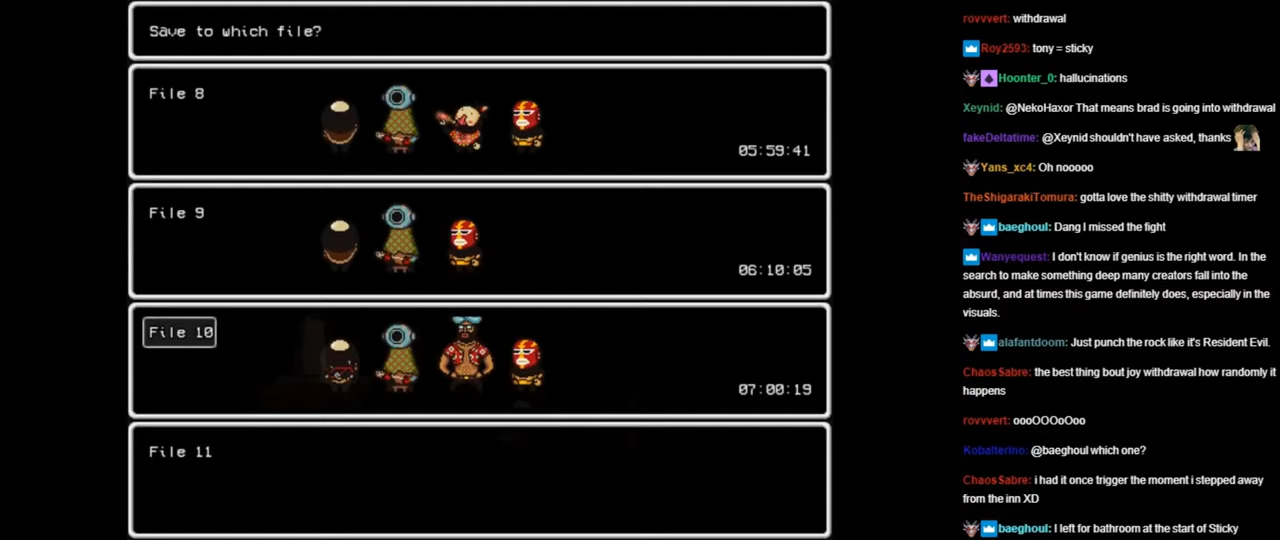 Save to which file?
File 8
05:59:41
File 9
06:10:05
File 10
07:00:19
File 11
rovvvert: withdrawal
Roy2593: tony = sticky
Hoonter_0: hallucinations
Xeynid: @NekoHaxor That means brad is going into withdrawal
fakeDeltatime: @Xeynid shouldn't have asked, thanks
Yans_xc4: Oh nooooo
TheShigarakiTomura: gotta love the shitty withdrawal timer
baeghoul: Dang I missed the fight
Wanyequest: I don't know if genius is the right word. In the
search to make something deep many creators fall into the
absurd, and at times this game definitely does, especially in the
visuals.
alafantdoom: Just punch the rock like it's Resident Evil.
ChaosSabre: the best thing bout joy withdrawal how randomly it
happens
rovvvert: oooOOOoOoo
Kobalterino: @baeghoul which one?
ChaosSabre: i had it once trigger the moment i stepped away
from the inn XD
baeghoul: I left for bathroom at the start of Sticky